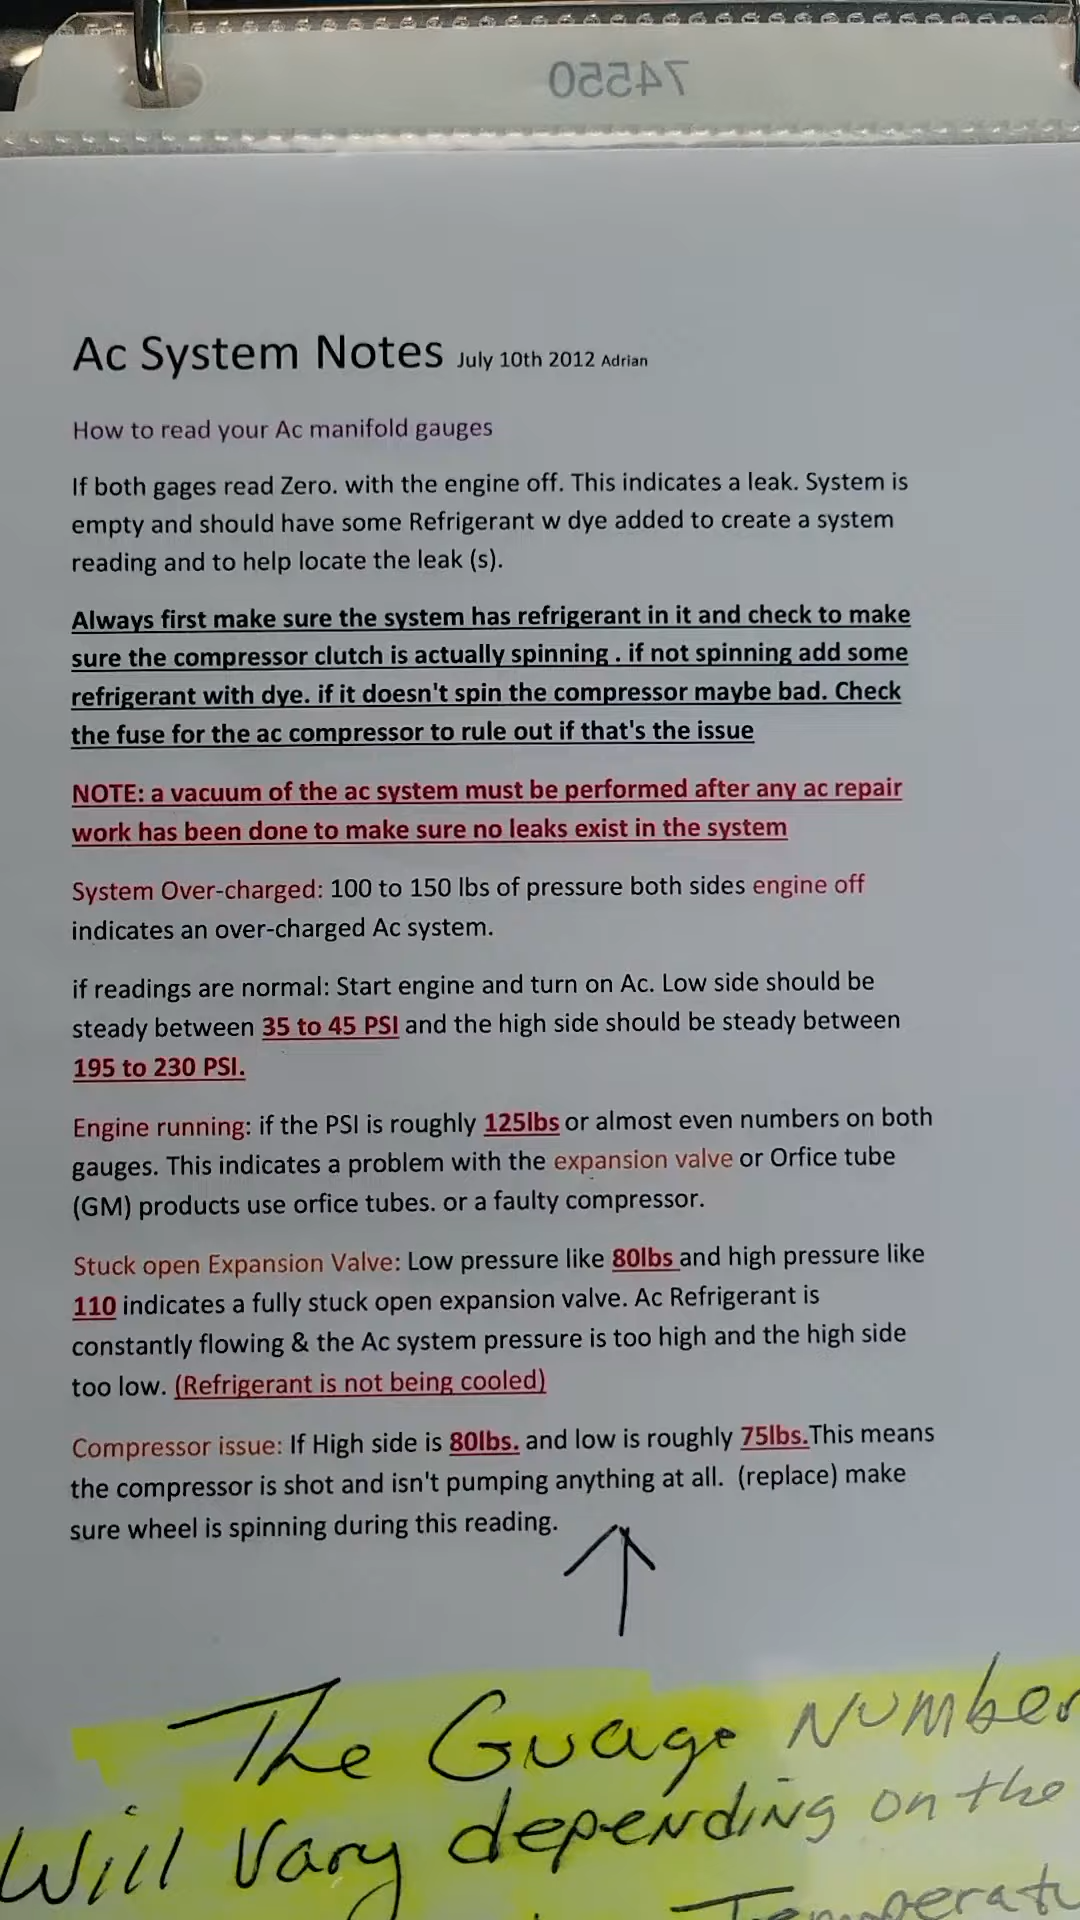 74550
Ac System Notes July 10th 2012 Adrian
How to read your Ac manifold gauges
If both gages read Zero. with the engine off. This indicates a leak. System is
empty and should have some Refrigerant w dye added to create a system
reading and to help locate the leak (s).
Always first make sure the system has refrigerant in it and check to make
sure the compressor clutch is actually spinning . if not spinning add some
refrigerant with dye. if it doesn't spin the compressor maybe bad. Check
the fuse for the ac compressor to rule out if that's the issue
NOTE: a vacuum of the ac system must be performed after any ac repair
work has been done to make sure no leaks exist in the system
System Over-charged: 100 to 150 lbs of pressure both sides engine off
indicates an over-charged Ac system.
if readings are normal: Start engine and turn on Ac. Low side should be
steady between 35 to 45 PSI and the high side should be steady between
195 to 230 PSI.
Engine running: if the PSI is roughly 125lbs or almost even numbers on both
gauges. This indicates a problem with the expansion valve or Orfice tube
(GM) products use orfice tubes. or a faulty compressor.
Stuck open Expansion Valve: Low pressure like 80lbs and high pressure like
110 indicates a fully stuck open expansion valve. Ac Refrigerant is
constantly flowing & the Ac system pressure is too high and the high side
too low. (Refrigerant is not being cooled)
Compressor issue: If High side is 80lbs. and low is roughly 75lbs.This means
the compressor is shot and isn't pumping anything at all. (replace) make
sure wheel is spinning during this reading.
The Guage Number
Will Vary depending on the